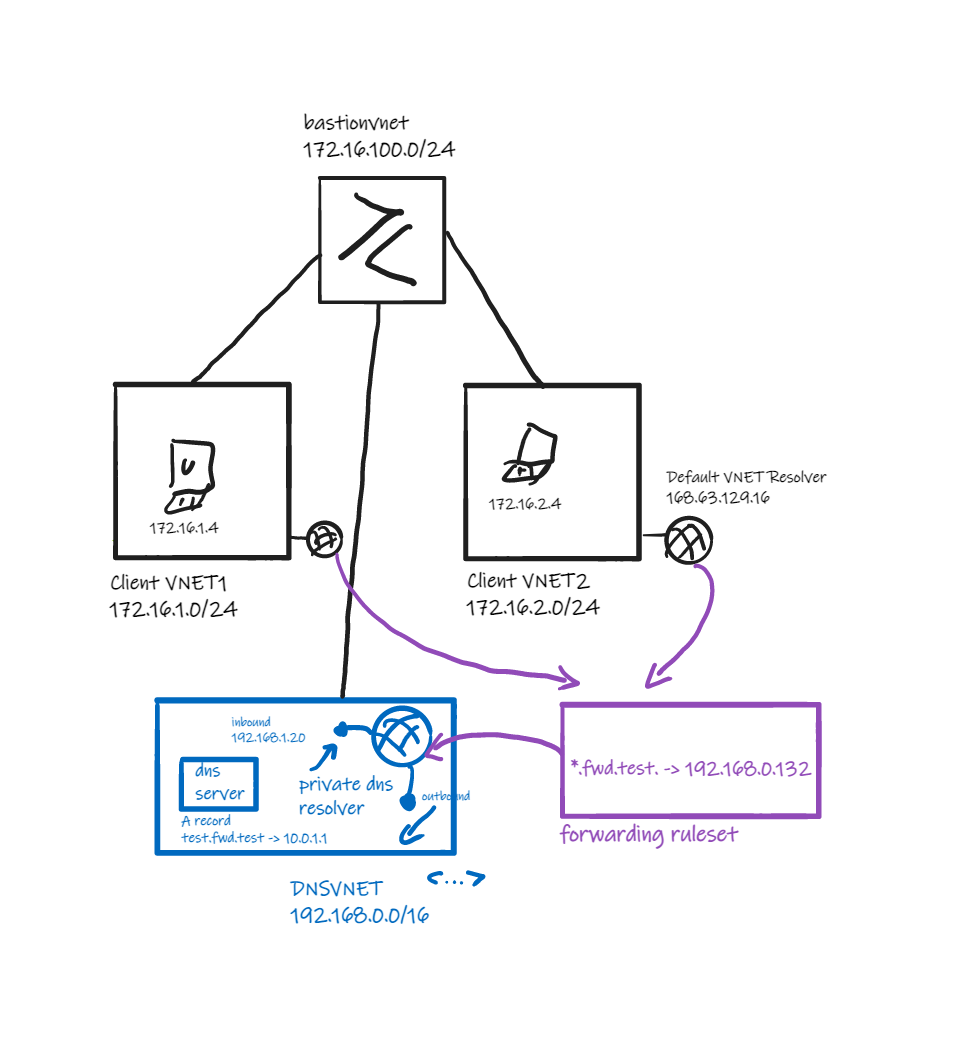 bastionvnet
172.16.100.0/24
172.16.1.4
Client VNET1
172.16.1.0/24
172.16.2.4
Client VNET2
172.16.2.0/24
Default VNET Resolver
168.63.129.16
inbound
192.168.1.20
dns
server
private dns
resolver
outbound
A record
test.fwd.test -> 10.0.1.1
DNSVNET
192.168.0.0/16
<...>
*.fwd.test. -> 192.168.0.132
forwarding ruleset